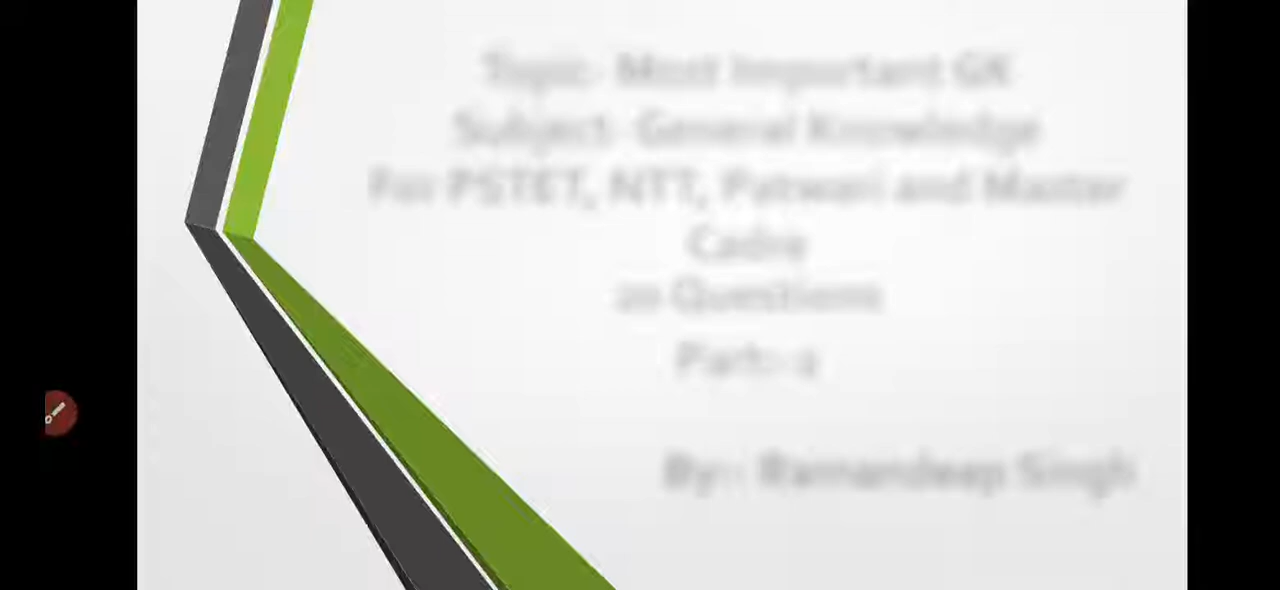 Topic- Most Important GK
Subject- General Knowledge
For PSTET, NTT, Patwari and Master
Cadre
20 Questions
Part:-
By:- Ramandeep Singh